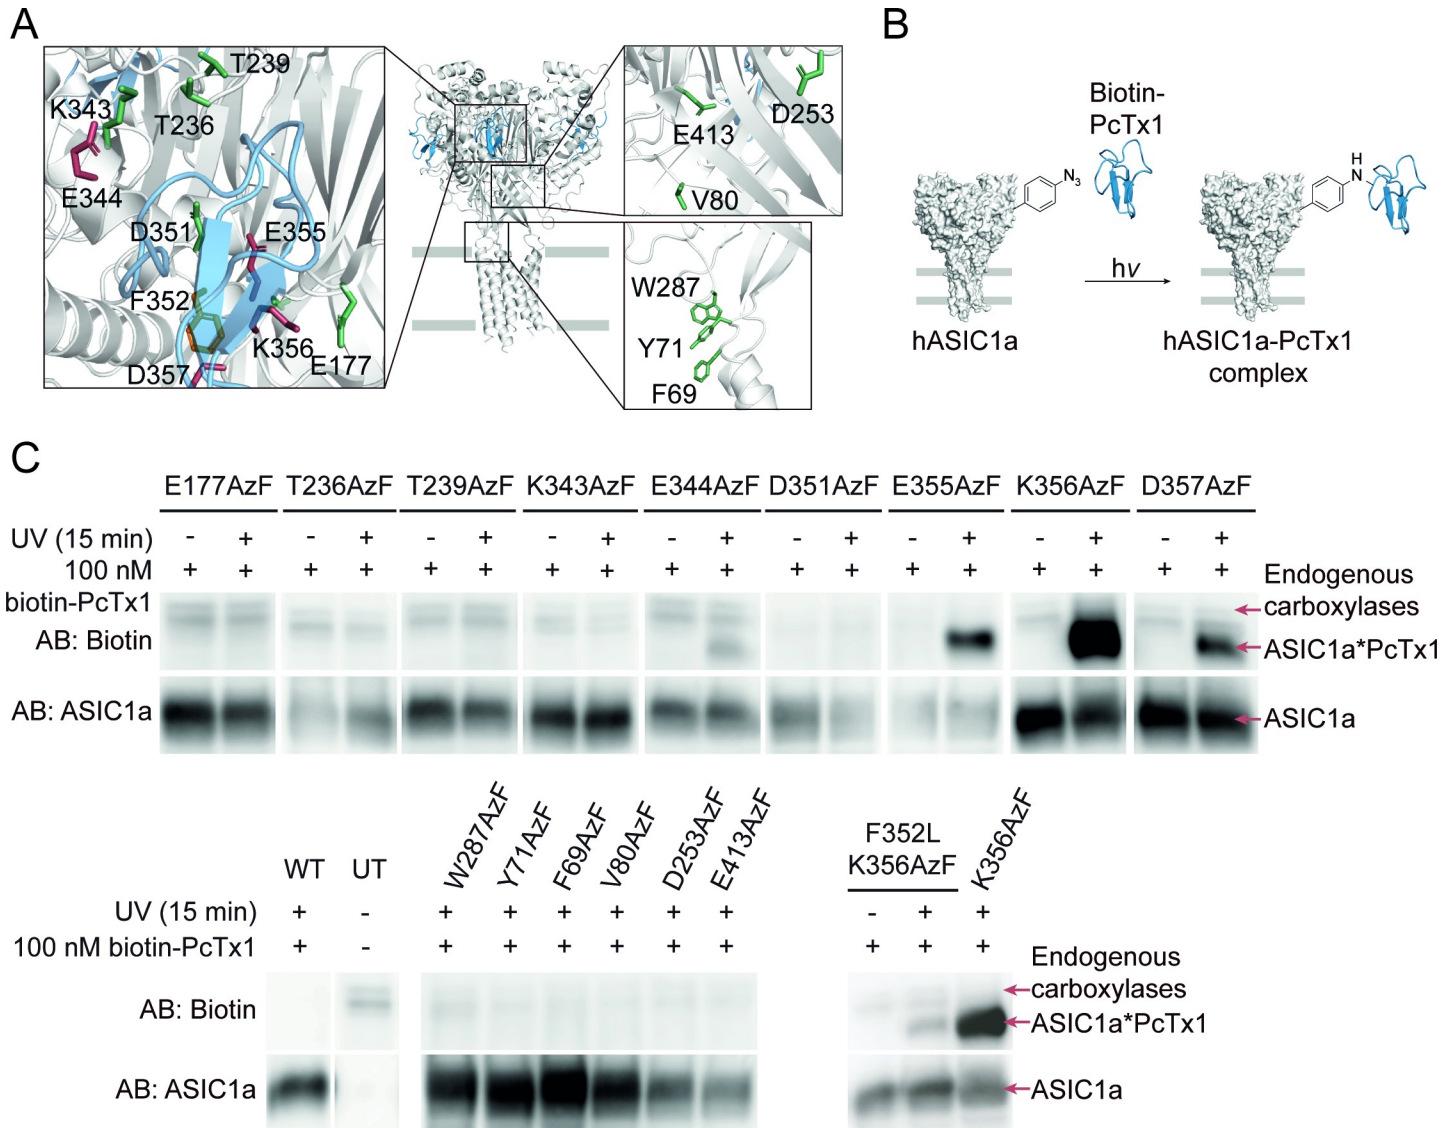 A
T239
K343
T236
E344
D351
E355
F352
K356
E177
D357
E413
D253
V80
W287
Y71
F69
B
Biotin-
PcTx1
N3
H
N
hv
hASIC1a
hASIC1a-PcTx1
complex
C
E177AzF T236AzF T239AzF K343AzF E344AzF D351AzF E355AzF K356AzF D357AzF
UV (15 min) - + - + - + - + - + - + - + - + - +
100 nM + + + + + + + + + + + + + + + + + +
biotin-PcTx1
Endogenous
carboxylases
AB: Biotin
ASIC1a*PcTx1
AB: ASIC1a
ASIC1a
WT UT W287AzF Y71AzF F69AzF V80AzF D253AzF E413AzF
F352L
K356AzF
K356AzF
UV (15 min) + - + + + + + + - + +
100 nM biotin-PcTx1 + - + + + + + + + + +
Endogenous
carboxylases
AB: Biotin
ASIC1a*PcTx1
AB: ASIC1a
ASIC1a